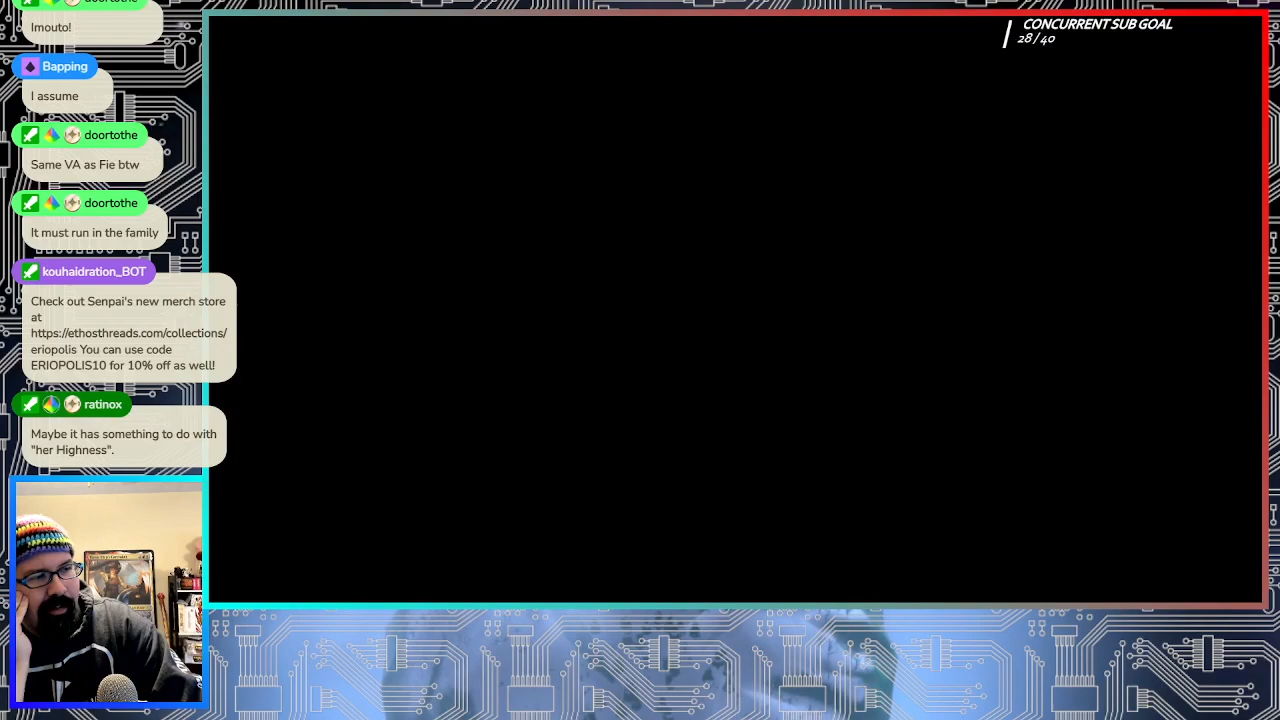 doortothe
Imouto!
Bapping
I assume
doortothe
Same VA as Fie btw
doortothe
It must run in the family
kouhaidration_BOT
Check out Senpai's new merch store
at
https://ethosthreads.com/collections/
eriopolis You can use code
ERIOPOLIS10 for 10% off as well!
ratinox
Maybe it has something to do with
"her Highness".
CONCURRENT SUB GOAL
28/40